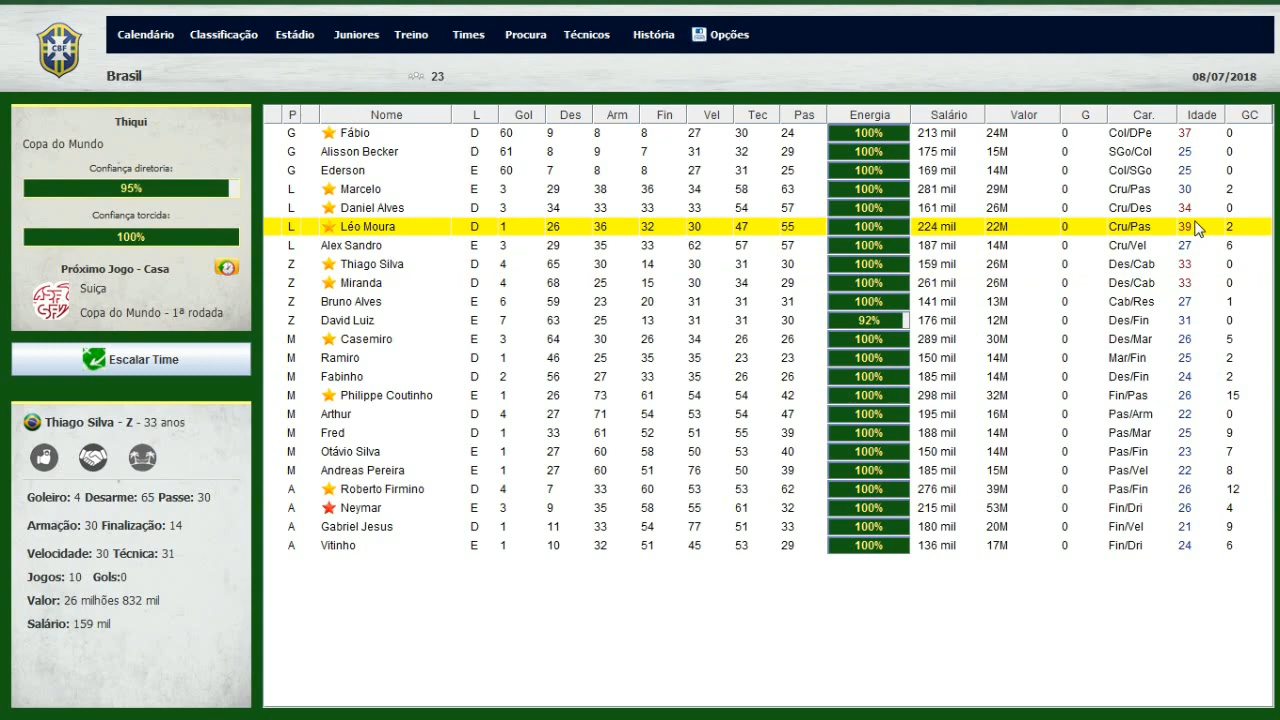 Calendário Classificação Estádio Juniores Treino Times Procura Técnicos História Opções
CBF
Brasil 23 08/07/2018
Thiqui
Copa do Mundo
Confiança diretoria:
95%
Confiança torcida:
100%
Próximo Jogo - Casa
Suiça
Copa do Mundo - 1ª rodada
Escalar Time
Thiago Silva - Z - 33 anos
Goleiro: 4 Desarme: 65 Passe: 30
Armação: 30 Finalização: 14
Velocidade: 30 Técnica: 31
Jogos: 10 Gols:0
Valor: 26 milhões 832 mil
Salário: 159 mil
P Nome L Gol Des Arm Fin Vel Tec Pas Energia Salário Valor G Car. Idade GC
G Fábio D 60 9 8 8 27 30 24 100% 213 mil 24M 0 Col/DPe 37 0
G Alisson Becker D 61 8 9 7 31 32 29 100% 175 mil 15M 0 SGo/Col 25 0
G Ederson E 60 7 8 8 27 31 25 100% 169 mil 14M 0 Col/SGo 25 0
L Marcelo E 3 29 38 36 34 58 63 100% 281 mil 29M 0 Cru/Pas 30 2
L Daniel Alves D 3 34 33 33 33 54 57 100% 161 mil 26M 0 Cru/Des 34 0
L Léo Moura D 1 26 36 32 30 47 55 100% 224 mil 22M 0 Cru/Pas 39 2
L Alex Sandro E 3 29 35 33 62 57 57 100% 187 mil 14M 0 Cru/Vel 27 6
Z Thiago Silva D 4 65 30 14 30 31 30 100% 159 mil 26M 0 Des/Cab 33 0
Z Miranda D 4 68 25 15 30 34 29 100% 261 mil 26M 0 Des/Cab 33 0
Z Bruno Alves E 6 59 23 20 31 31 31 100% 141 mil 13M 0 Cab/Res 27 1
Z David Luiz E 7 63 25 13 31 31 30 92% 176 mil 12M 0 Des/Fin 31 0
M Casemiro E 3 64 30 26 34 26 26 100% 289 mil 30M 0 Des/Mar 26 5
M Ramiro D 1 46 25 35 35 23 23 100% 150 mil 14M 0 Mar/Fin 25 2
M Fabinho D 2 56 27 33 35 26 26 100% 185 mil 14M 0 Des/Fin 24 2
M Philippe Coutinho E 1 26 73 61 54 54 42 100% 298 mil 32M 0 Fin/Pas 26 15
M Arthur D 4 27 71 54 53 54 47 100% 195 mil 16M 0 Pas/Arm 22 0
M Fred D 1 33 61 52 51 55 39 100% 188 mil 14M 0 Pas/Mar 25 9
M Otávio Silva D 1 27 60 58 50 53 40 100% 150 mil 14M 0 Pas/Fin 23 7
M Andreas Pereira E 1 27 60 51 76 50 39 100% 185 mil 15M 0 Pas/Vel 22 8
A Roberto Firmino D 4 7 33 60 53 53 62 100% 276 mil 39M 0 Pas/Fin 26 12
A Neymar E 3 9 35 58 55 61 32 100% 215 mil 53M 0 Fin/Dri 26 4
A Gabriel Jesus D 1 11 33 54 77 51 33 100% 180 mil 20M 0 Fin/Vel 21 9
A Vitinho E 1 10 32 51 45 53 29 100% 136 mil 17M 0 Fin/Dri 24 6